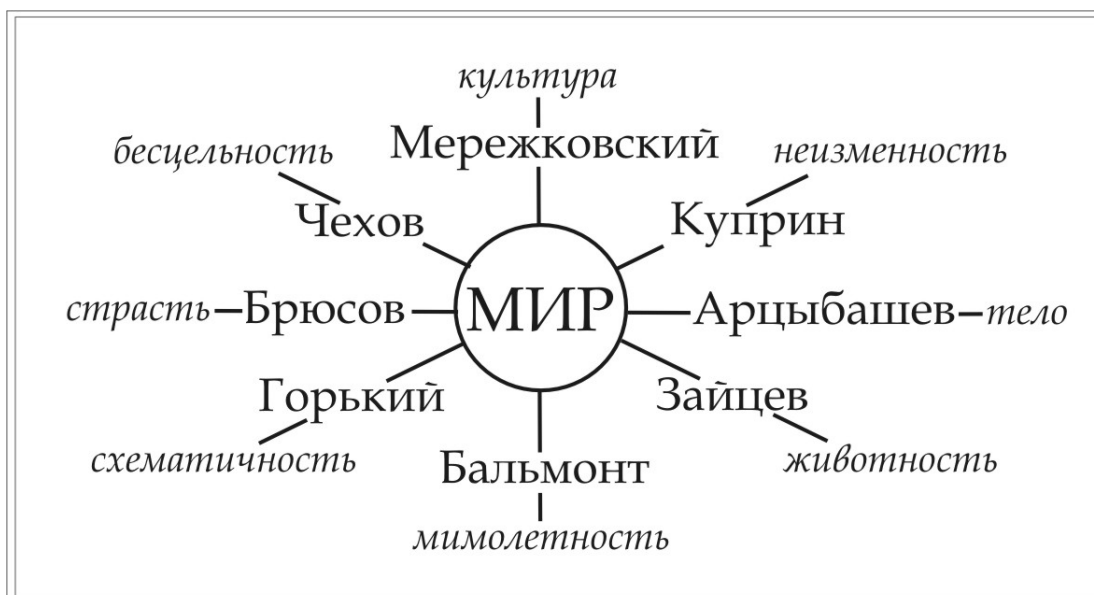 культура
Мережковский
бесцельность
неизменность
Чехов
Куприн
страсть
Брюсов
МИР
Арцыбашев
тело
Горький
Зайцев
схематичность
Бальмонт
животность
мимолетность